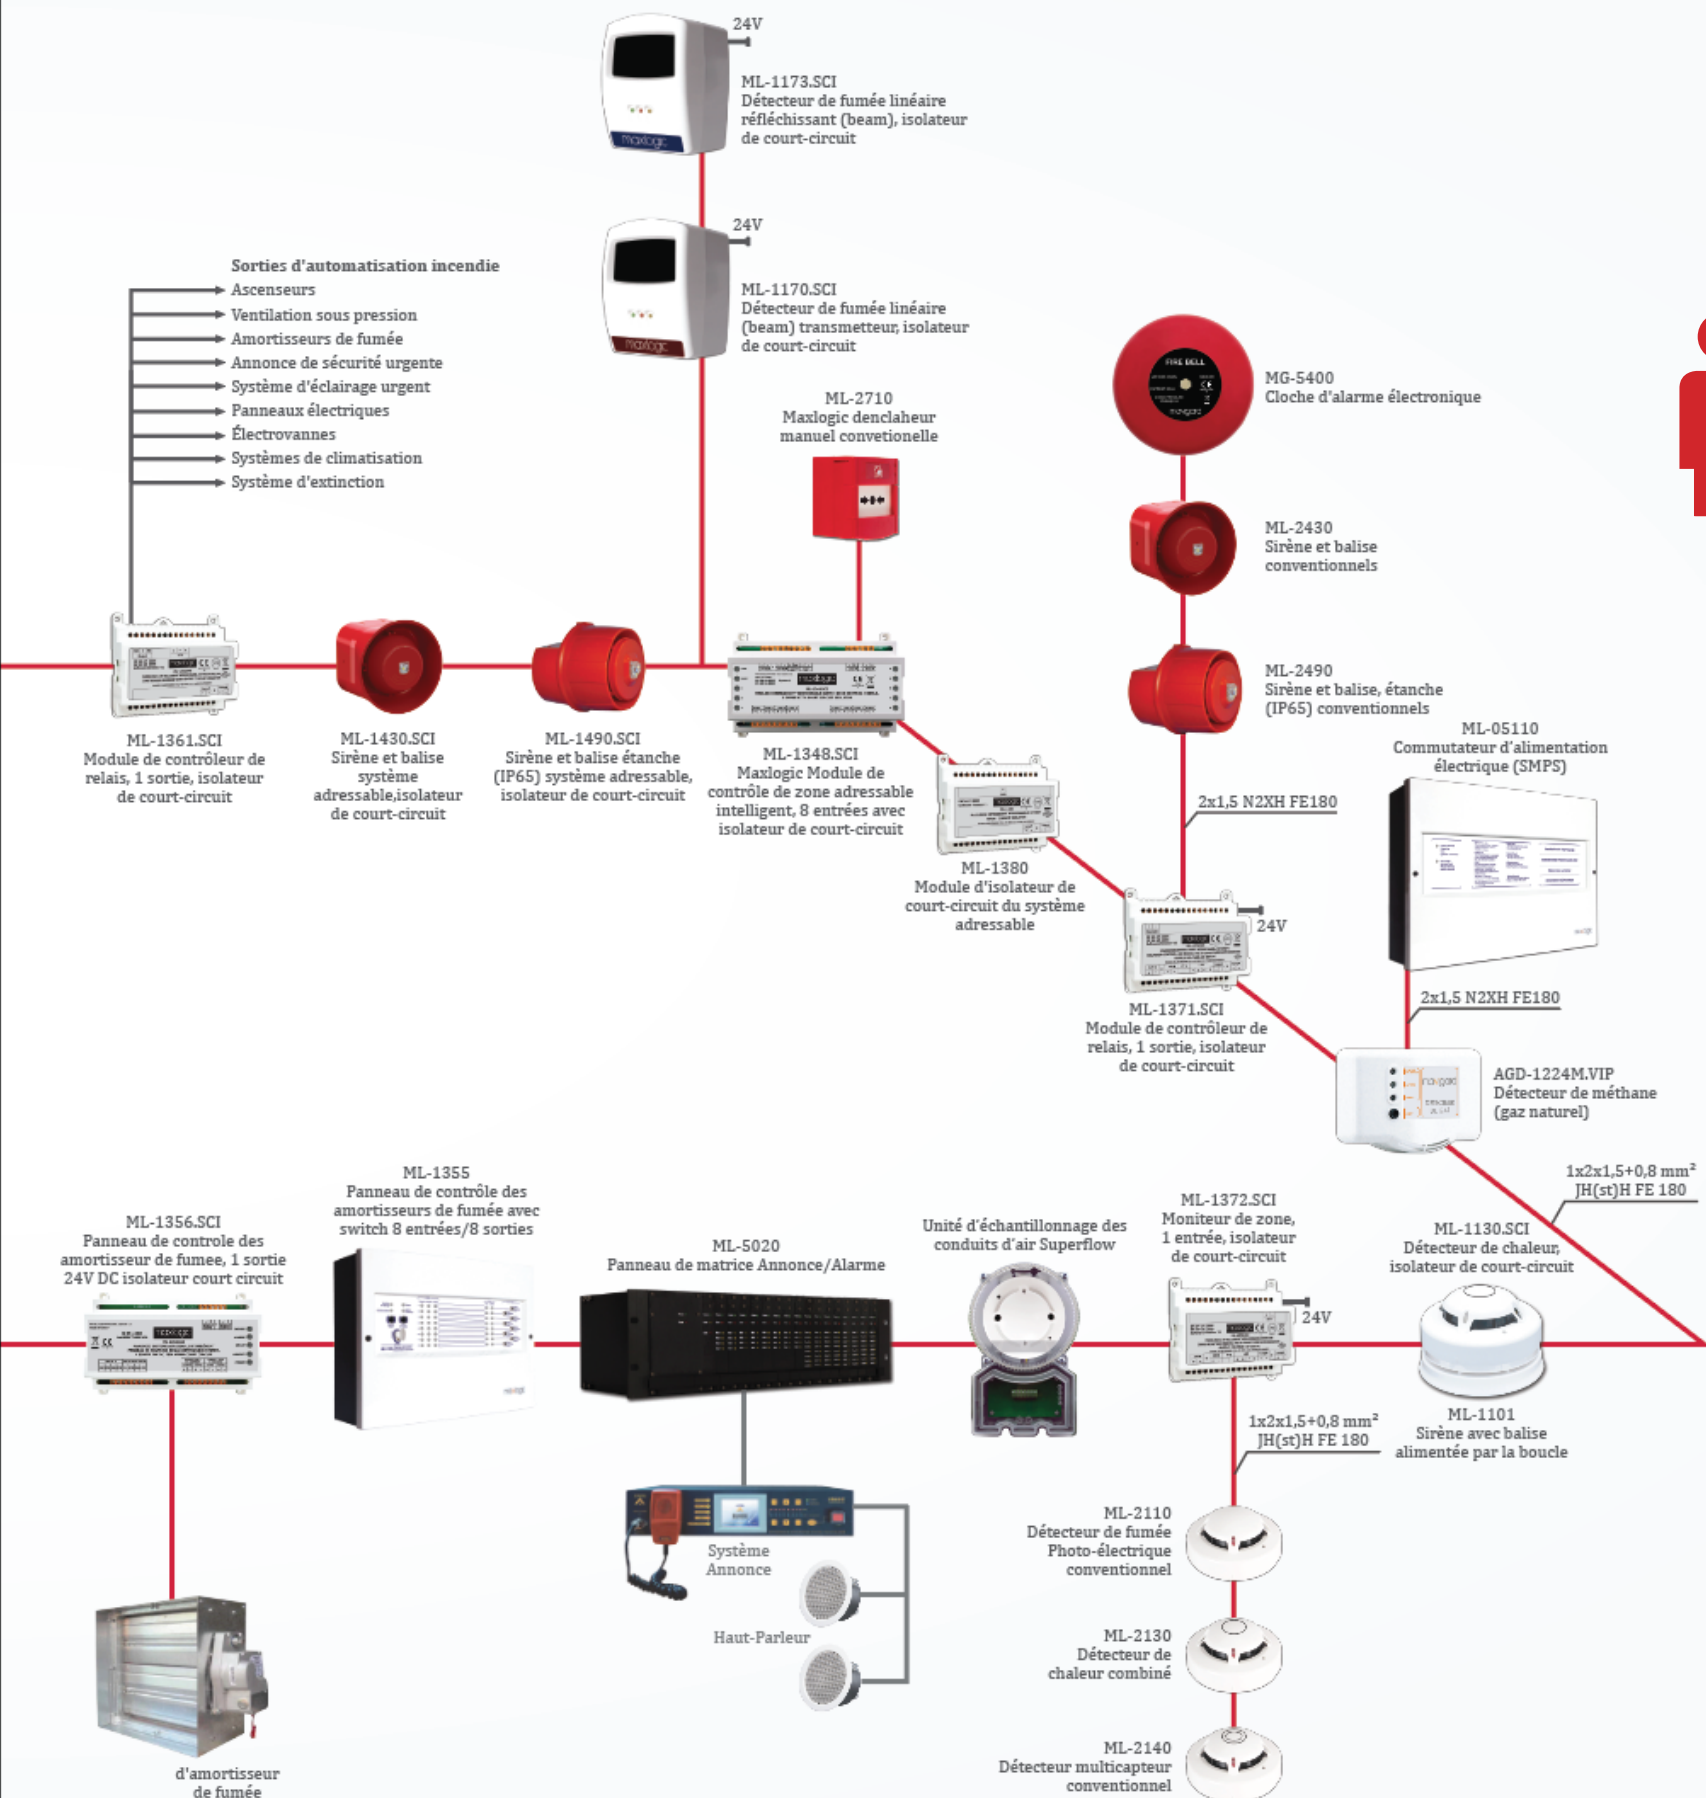 24V
ML-1173.SCI
Détecteur de fumée linéaire
réfléchissant (beam), isolateur
de court-circuit
maxlogic
24V
ML-1170.SCI
Détecteur de fumée linéaire
(beam) transmetteur, isolateur
de court-circuit
maxlogic
Sorties d'automatisation incendie
Ascenseurs
Ventilation sous pression
Amortisseurs de fumée
Annonce de sécurité urgente
Système d'éclairage urgent
Panneaux électriques
Électrovannes
Systèmes de climatisation
Système d'extinction
ML-2710
Maxlogic denclaheur
manuel convetionelle
FIRE BELL
maxgard
MG-5400
Cloche d'alarme électronique
ML-2430
Sirène et balise
conventionnels
ML-2490
Sirène et balise, étanche
(IP65) conventionnels
ML-1361.SCI
Module de contrôleur de
relais, 1 sortie, isolateur
de court-circuit
ML-1430.SCI
Sirène et balise
système
adressable,isolateur
de court-circuit
ML-1490.SCI
Sirène et balise étanche
(IP65) système adressable,
isolateur de court-circuit
maxlogic
ML-1348.SCI
Maxlogic Module de
contrôle de zone adressable
intelligent, 8 entrées avec
isolateur de court-circuit
ML-1380
Module d'isolateur de
court-circuit du système
adressable
2x1,5 N2XH FE180
24V
ML-1371.SCI
Module de contrôleur de
relais, 1 sortie, isolateur
de court-circuit
ML-05110
Commutateur d'alimentation
électrique (SMPS)
2x1,5 N2XH FE180
maxgard
AGD-1224M.VIP
Détecteur de méthane
(gaz naturel)
1x2x1,5+0,8 mm²
JH(st)H FE 180
ML-1356.SCI
Panneau de controle des
amortisseur de fumee, 1 sortie
24V DC isolateur court circuit
maxlogic
ML-1355
Panneau de contrôle des
amortisseurs de fumée avec
switch 8 entrées/8 sorties
ML-5020
Panneau de matrice Annonce/Alarme
Unité d'échantillonnage des
conduits d'air Superflow
ML-1372.SCI
Moniteur de zone,
1 entrée, isolateur
de court-circuit
24V
ML-1130.SCI
Détecteur de chaleur,
isolateur de court-circuit
ML-1101
Sirène avec balise
alimentée par la boucle
1x2x1,5+0,8 mm²
JH(st)H FE 180
Système
Annonce
Haut-Parleur
ML-2110
Détecteur de fumée
Photo-électrique
conventionnel
ML-2130
Détecteur de
chaleur combiné
ML-2140
Détecteur multicapteur
conventionnel
d'amortisseur
de fumée